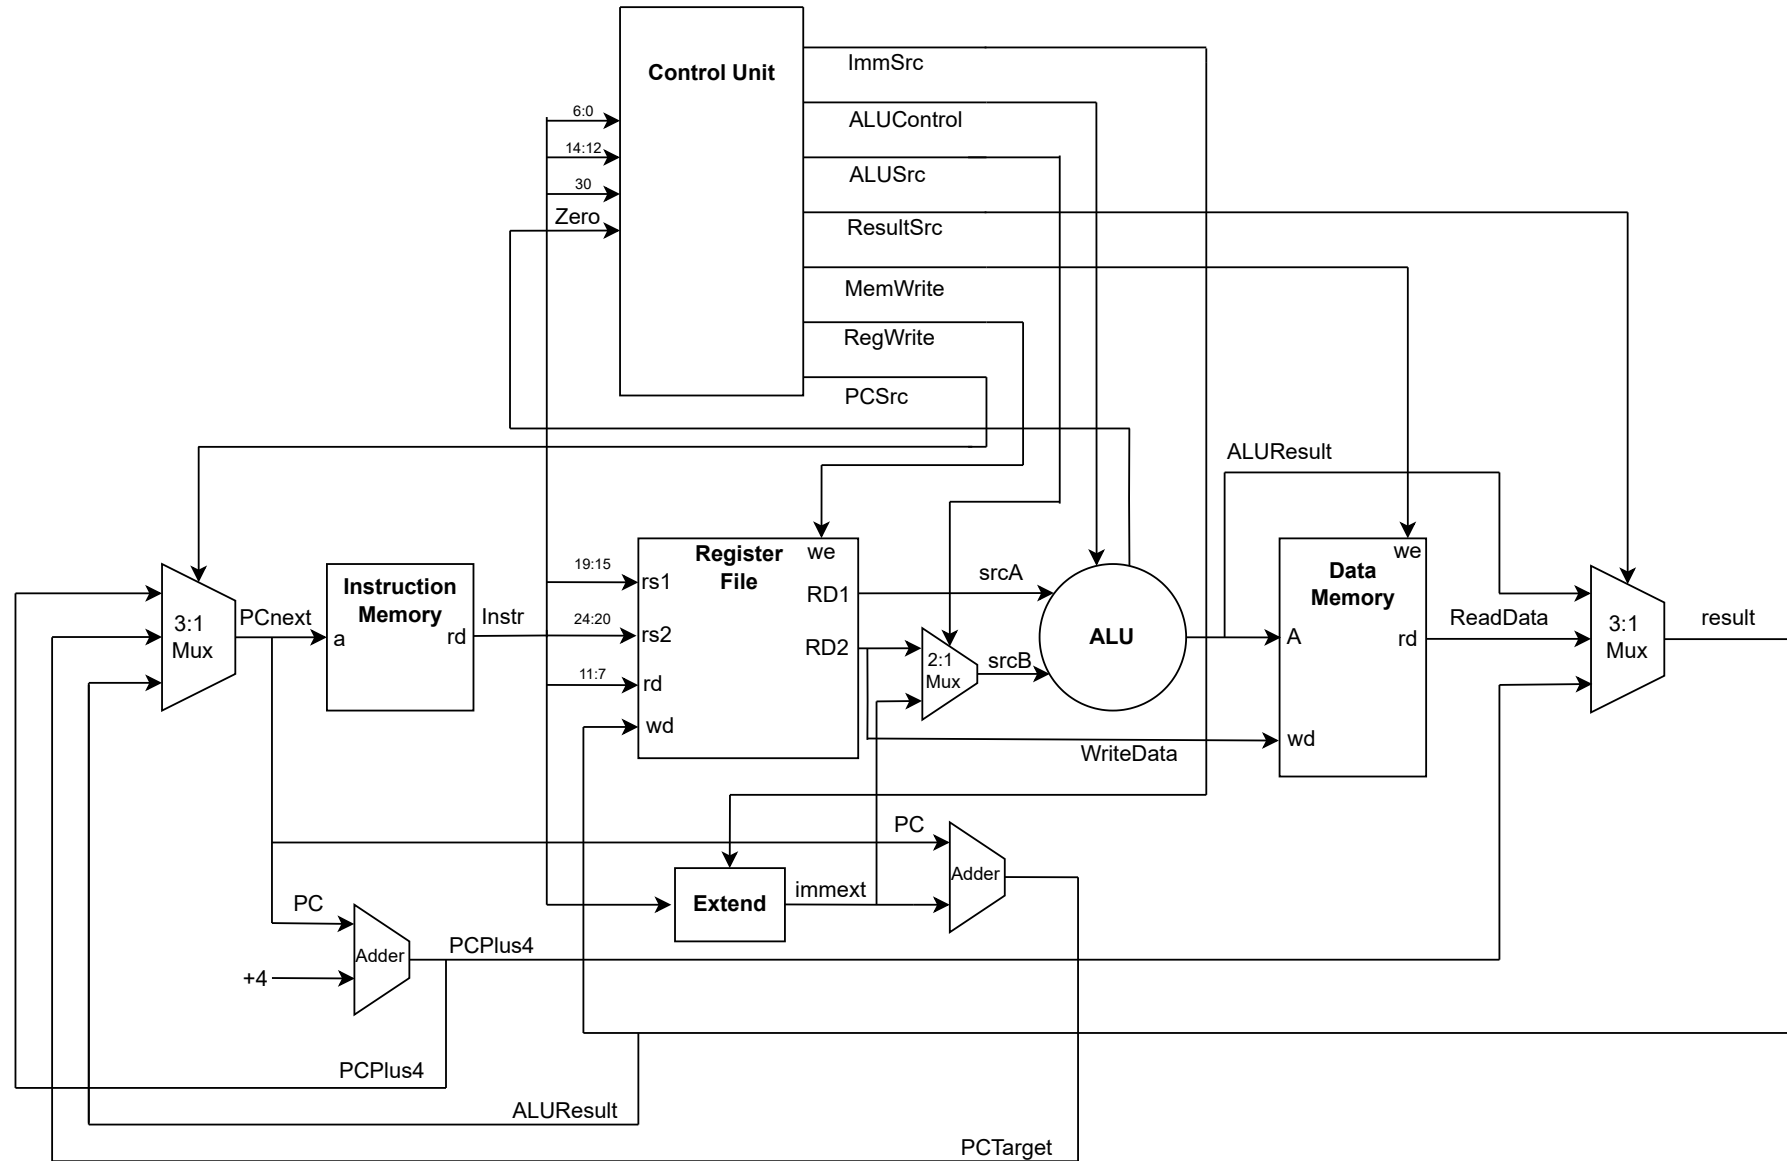 Control Unit
ImmSrc
6:0
ALUControl
14:12
ALUSrc
30
Zero
ResultSrc
MemWrite
RegWrite
PCSrc
ALUResult
Register
File
we
we
Instruction
Memory
19:15
rs1
RD1
srcA
Data
Memory
3:1
Mux
PCnext
a
rd
Instr
24:20
rs2
RD2
2:1
Mux
srcB
ALU
A
rd
ReadData
3:1
Mux
result
11:7
rd
wd
WriteData
wd
PC
Adder
Extend
immext
PC
Adder
PCPlus4
+4
PCPlus4
ALUResult
PCTarget